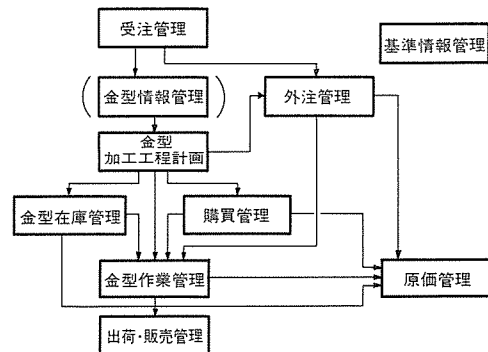 受注管理
基準情報管理
(金型情報管理)
外注管理
金型
加工工程計画
金型在庫管理
購買管理
金型作業管理
原価管理
出荷・販売管理